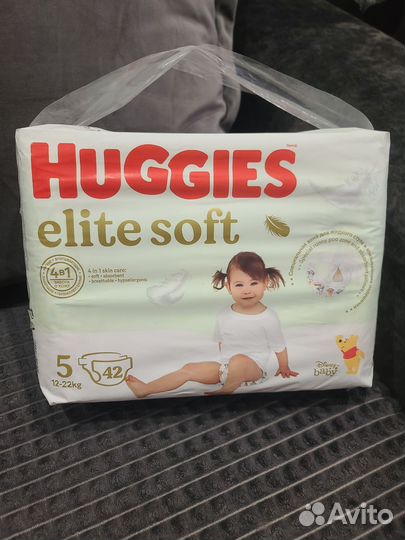 HUGGIES
elite soft
4в1
4 in 1 skin care:
• soft • absorbent
• breathable • hypoallergenic
5
12-22kg
42
Disney
baby
Avito